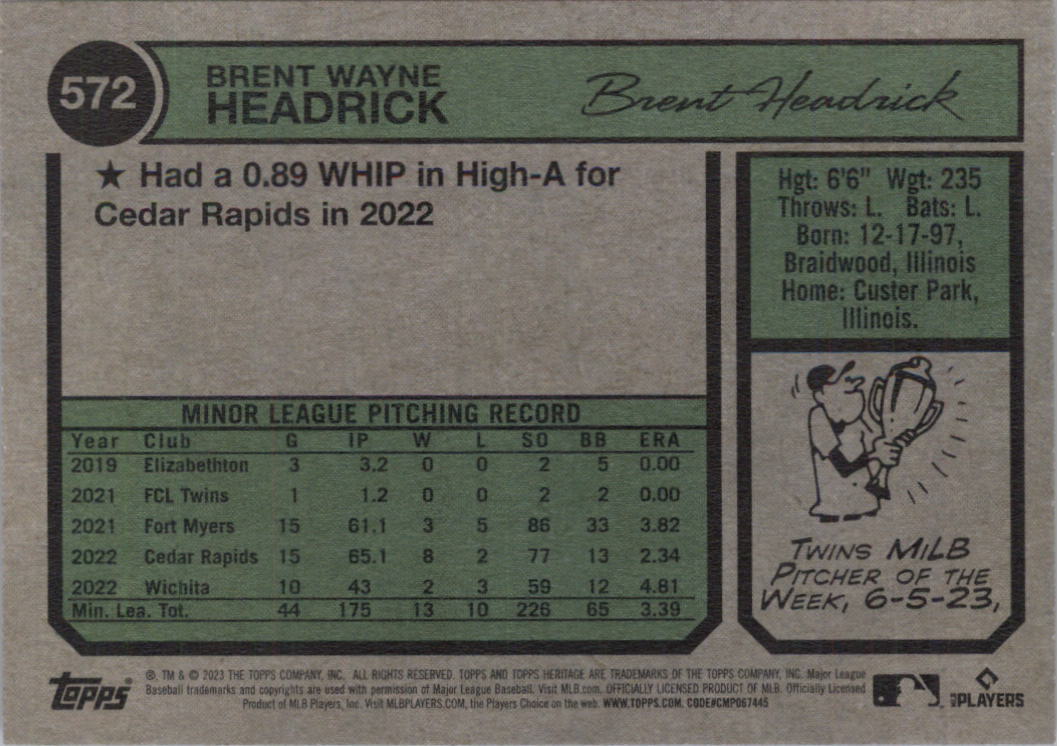 572
BRENT WAYNE
HEADRICK
Brent Headrick
★ Had a 0.89 WHIP in High-A for
Cedar Rapids in 2022
Hgt: 6'6" Wgt: 235
Throws: L. Bats: L.
Born: 12-17-97,
Braidwood, Illinois
Home: Custer Park,
Illinois.
MINOR LEAGUE PITCHING RECORD
Year Club G IP W L SO BB ERA
2019 Elizabethton 3 3.2 0 0 2 5 0.00
2021 FCL Twins 1 1.2 0 0 2 2 0.00
2021 Fort Myers 15 61.1 3 5 86 33 3.82
2022 Cedar Rapids 15 65.1 8 2 77 13 2.34
2022 Wichita 10 43 2 3 59 12 4.81
Min. Lea. Tot. 44 175 13 10 226 65 3.39
TWINS MILB
PITCHER OF THE
WEEK, 6-5-23,
Topps
®, TM & © 2023 THE TOPPS COMPANY, INC. ALL RIGHTS RESERVED. TOPPS AND TOPPS HERITAGE ARE TRADEMARKS OF THE TOPPS COMPANY, INC. Major League
Baseball trademarks and copyrights are used with permission of Major League Baseball. Visit MLB.com. OFFICIALLY LICENSED PRODUCT OF MLB. Officially Licensed
Product of MLB Players, Inc. Visit MLBPLAYERS.COM, the Players Choice on the web. WWW.TOPPS.COM. CODE#CMP067445
MLB PLAYERS